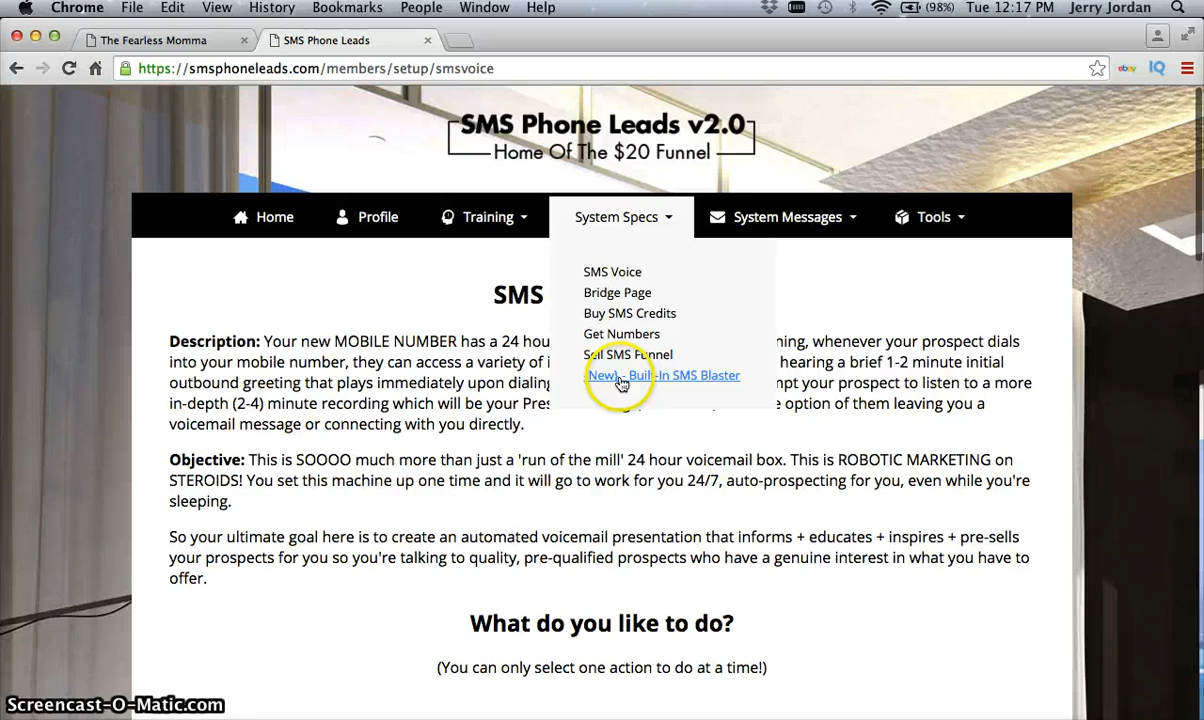 Chrome File Edit View History Bookmarks People Window Help (98%) Tue 12:17 PM Jerry Jordan
The Fearless Momma SMS Phone Leads
https://smsphoneleads.com/members/setup/smsvoice ebay IQ
SMS Phone Leads v2.0
Home Of The $20 Funnel
Home Profile Training System Specs System Messages Tools
SMS Voice
Bridge Page
Buy SMS Credits
Get Numbers
Sell SMS Funnel
(New) - Built-In SMS Blaster
SMS
Description: Your new MOBILE NUMBER has a 24 hou ning, whenever your prospect dials
into your mobile number, they can access a variety of i hearing a brief 1-2 minute initial
outbound greeting that plays immediately upon dialing mpt your prospect to listen to a more
in-depth (2-4) minute recording which will be your Pres option of them leaving you a
voicemail message or connecting with you directly.
Objective: This is SOOOO much more than just a 'run of the mill' 24 hour voicemail box. This is ROBOTIC MARKETING on
STEROIDS! You set this machine up one time and it will go to work for you 24/7, auto-prospecting for you, even while you're
sleeping.
So your ultimate goal here is to create an automated voicemail presentation that informs + educates + inspires + pre-sells
your prospects for you so you're talking to quality, pre-qualified prospects who have a genuine interest in what you have to
offer.
What do you like to do?
(You can only select one action to do at a time!)
Screencast-O-Matic.com